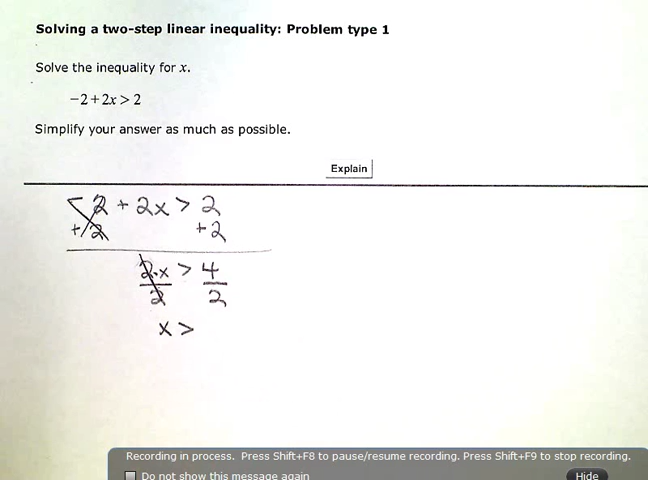 Solving a two-step linear inequality: Problem type 1
Solve the inequality for x.
−2+2x > 2
Simplify your answer as much as possible.
Explain
-2 + 2x > 2
+2 +2
2·x > 4
2 2
x >
Recording in process. Press Shift+F8 to pause/resume recording. Press Shift+F9 to stop recording.
Do not show this message again
Hide